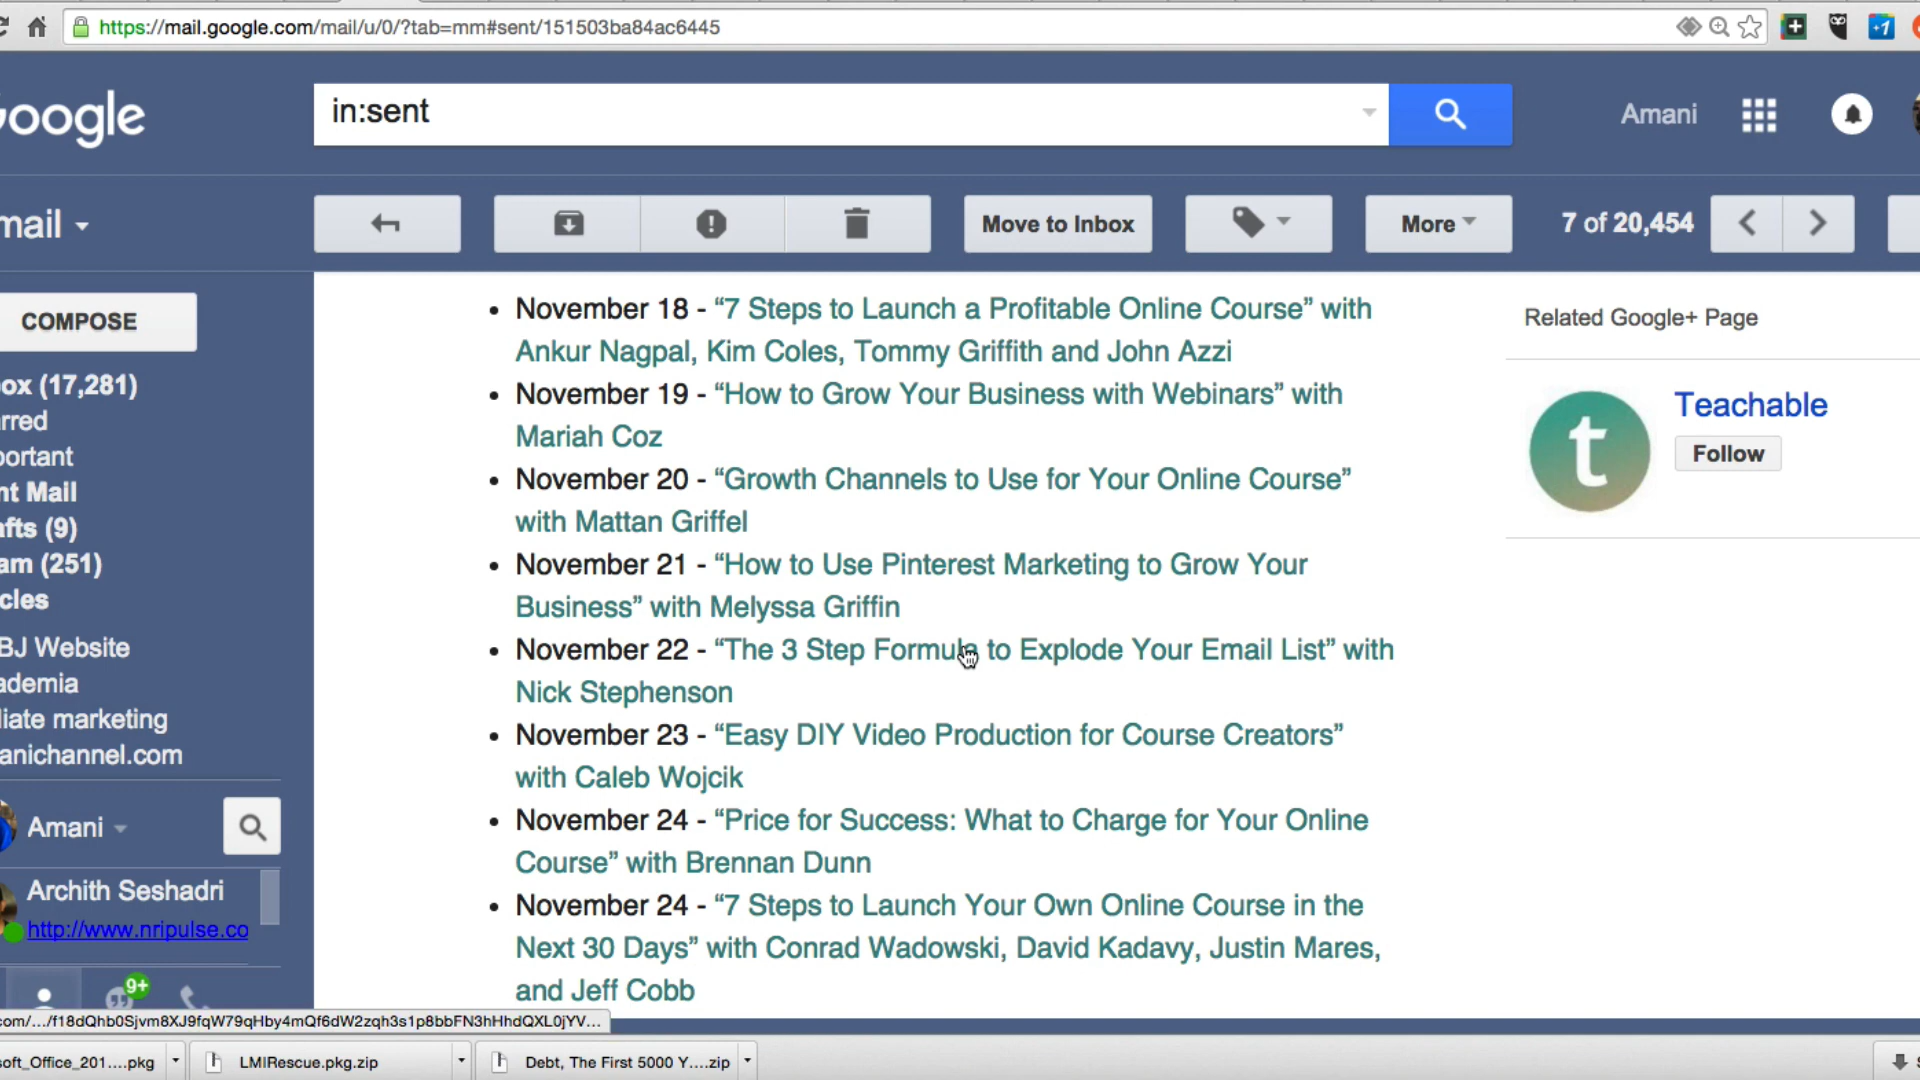 https://mail.google.com/mail/u/0/?tab=mm#sent/151503ba84ac6445
+1
Google
in:sent
Amani
mail
Move to Inbox
More
7 of 20,454
COMPOSE
box (17,281)
rred
portant
nt Mail
afts (9)
am (251)
cles
BJ Website
ademia
liate marketing
anichannel.com
Amani
Archith Seshadri
http://www.nripulse.co
9+
• November 18 - “7 Steps to Launch a Profitable Online Course” with
Ankur Nagpal, Kim Coles, Tommy Griffith and John Azzi
• November 19 - “How to Grow Your Business with Webinars” with
Mariah Coz
• November 20 - “Growth Channels to Use for Your Online Course”
with Mattan Griffel
• November 21 - “How to Use Pinterest Marketing to Grow Your
Business” with Melyssa Griffin
• November 22 - “The 3 Step Formula to Explode Your Email List” with
Nick Stephenson
• November 23 - “Easy DIY Video Production for Course Creators”
with Caleb Wojcik
• November 24 - “Price for Success: What to Charge for Your Online
Course” with Brennan Dunn
• November 24 - “7 Steps to Launch Your Own Online Course in the
Next 30 Days” with Conrad Wadowski, David Kadavy, Justin Mares,
and Jeff Cobb
Related Google+ Page
t
Teachable
Follow
com/.../f18dQhb0Sjvm8XJ9fqW79qHby4mQf6dW2zqh3s1p8bbFN3hHhdQXL0jYV...
soft_Office_201....pkg
LMIRescue.pkg.zip
Debt, The First 5000 Y....zip